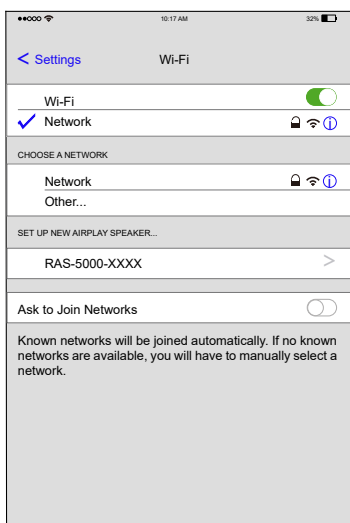 10:17 AM 32%
< Settings Wi-Fi
Wi-Fi
Network
CHOOSE A NETWORK
Network
Other...
SET UP NEW AIRPLAY SPEAKER...
RAS-5000-XXXX >
Ask to Join Networks
Known networks will be joined automatically. If no known
networks are available, you will have to manually select a
network.